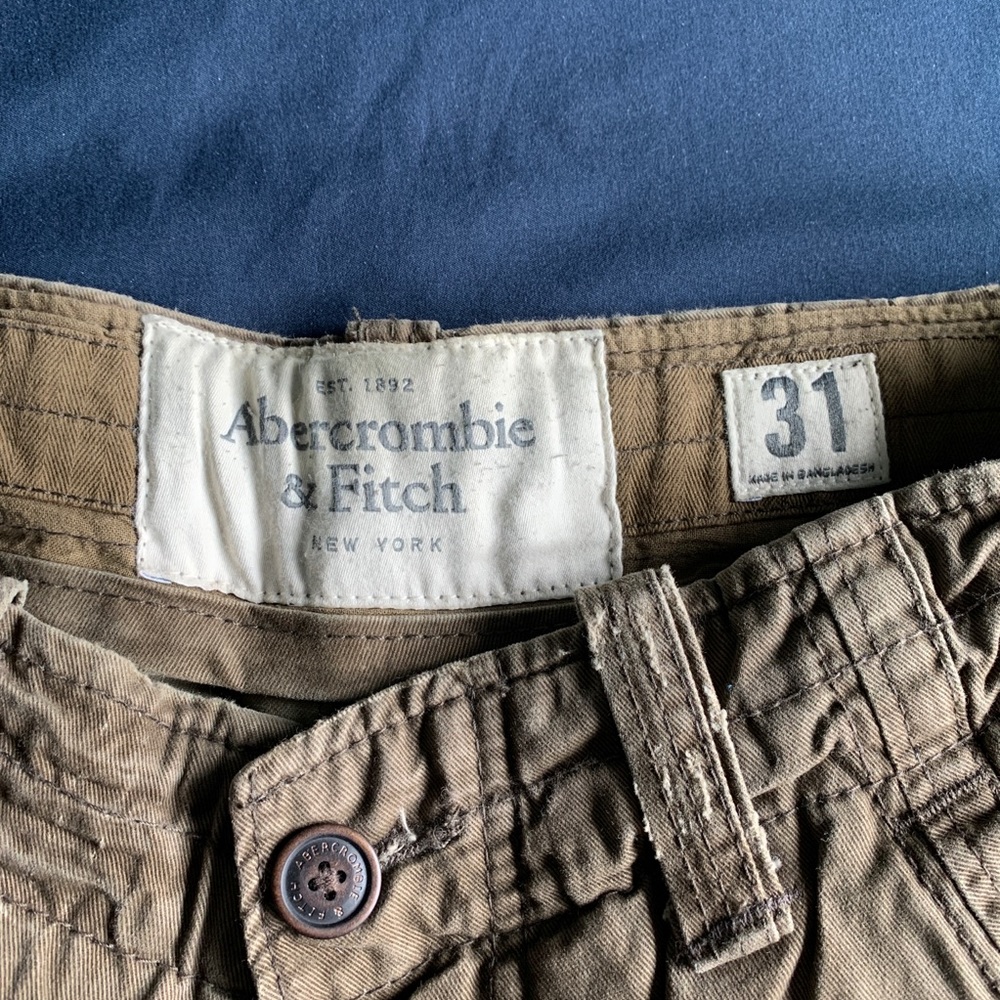 EST. 1892
Abercrombie
& Fitch
NEW YORK
31
MADE IN BANGLADESH
ABERCROMBIE
& FITCH